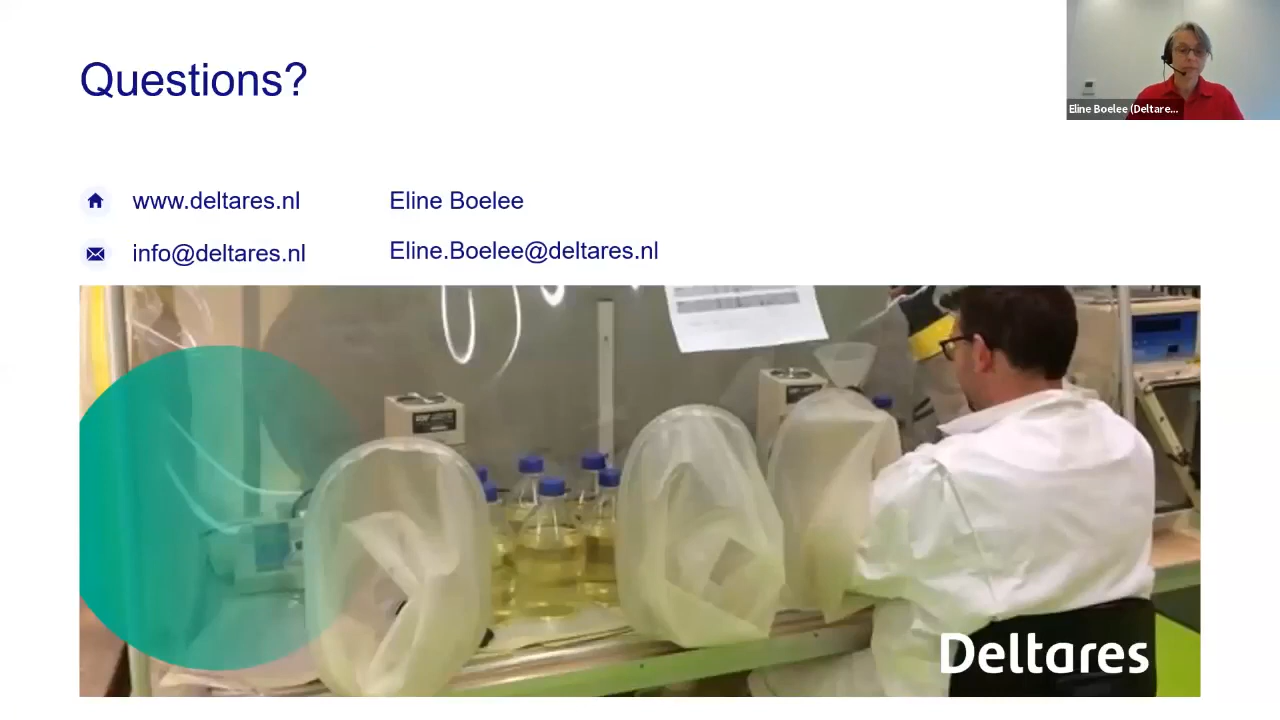 Questions?
Eline Boelee (Deltare...
www.deltares.nl
Eline Boelee
info@deltares.nl
Eline.Boelee@deltares.nl
Deltares